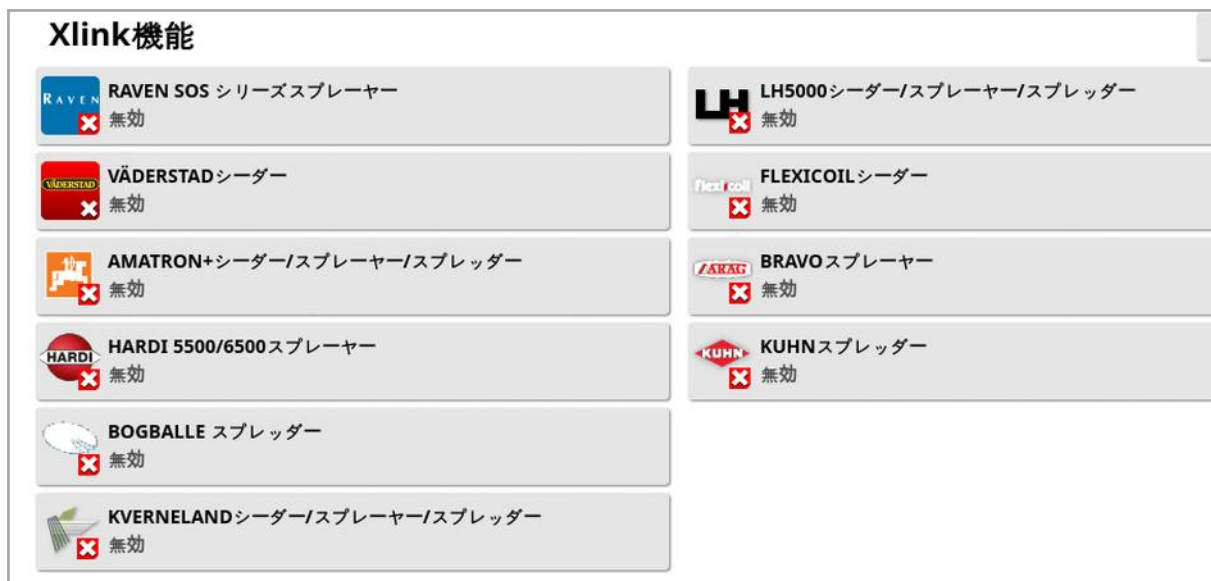 Xlink機能
RAVEN
RAVEN SOS シリーズスプレーヤー
無効
VÄDERSTAD
VÄDERSTADシーダー
無効
AMATRON+シーダー/スプレーヤー/スプレッダー
無効
HARDI
HARDI 5500/6500スプレーヤー
無効
BOGBALLE スプレッダー
無効
KVERNELANDシーダー/スプレーヤー/スプレッダー
無効
LH
LH5000シーダー/スプレーヤー/スプレッダー
無効
flexicoil
FLEXICOILシーダー
無効
ARAG
BRAVOスプレーヤー
無効
KUHN
KUHNスプレッダー
無効